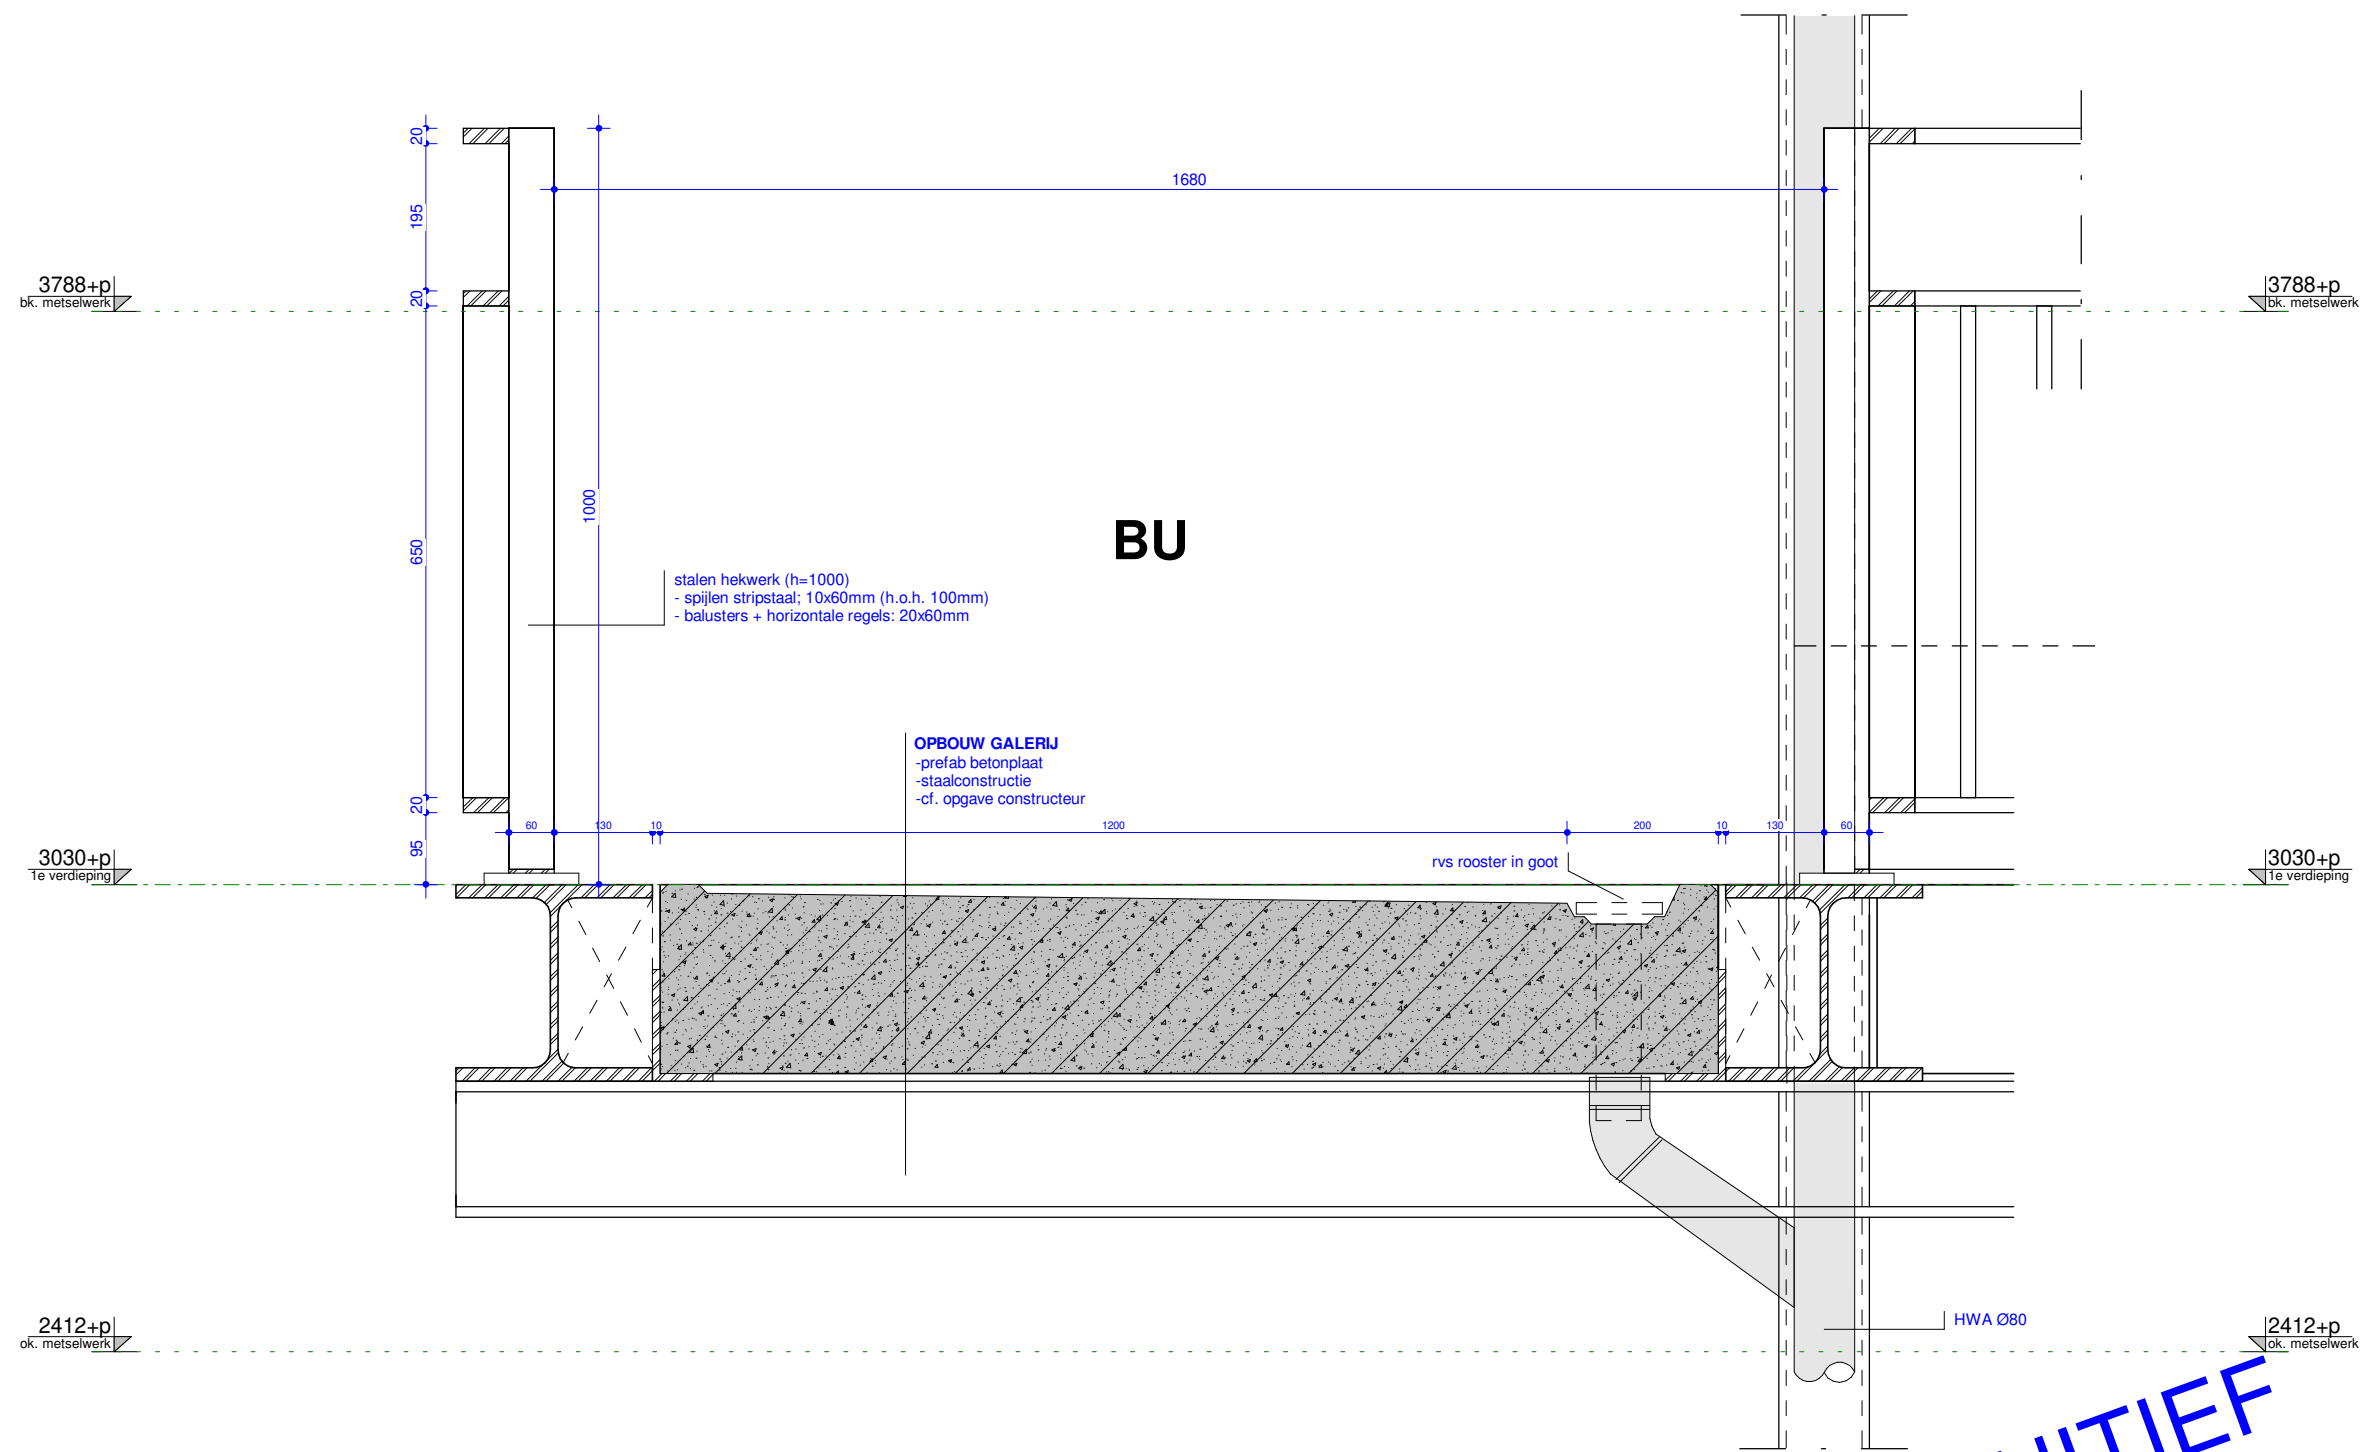 20
195
1680
3788+p
bk. metselwerk
20
3788+p
bk. metselwerk
1000
BU
650
stalen hekwerk (h=1000)
- spijlen stripstaal; 10x60mm (h.o.h. 100mm)
- balusters + horizontale regels: 20x60mm
OPBOUW GALERIJ
-prefab betonplaat
-staalconstructie
-cf. opgave constructeur
20
60
130
10
1200
200
10
130
60
95
rvs rooster in goot
3030+p
1e verdieping
3030+p
1e verdieping
HWA Ø80
2412+p
ok. metselwerk
2412+p
ok. metselwerk